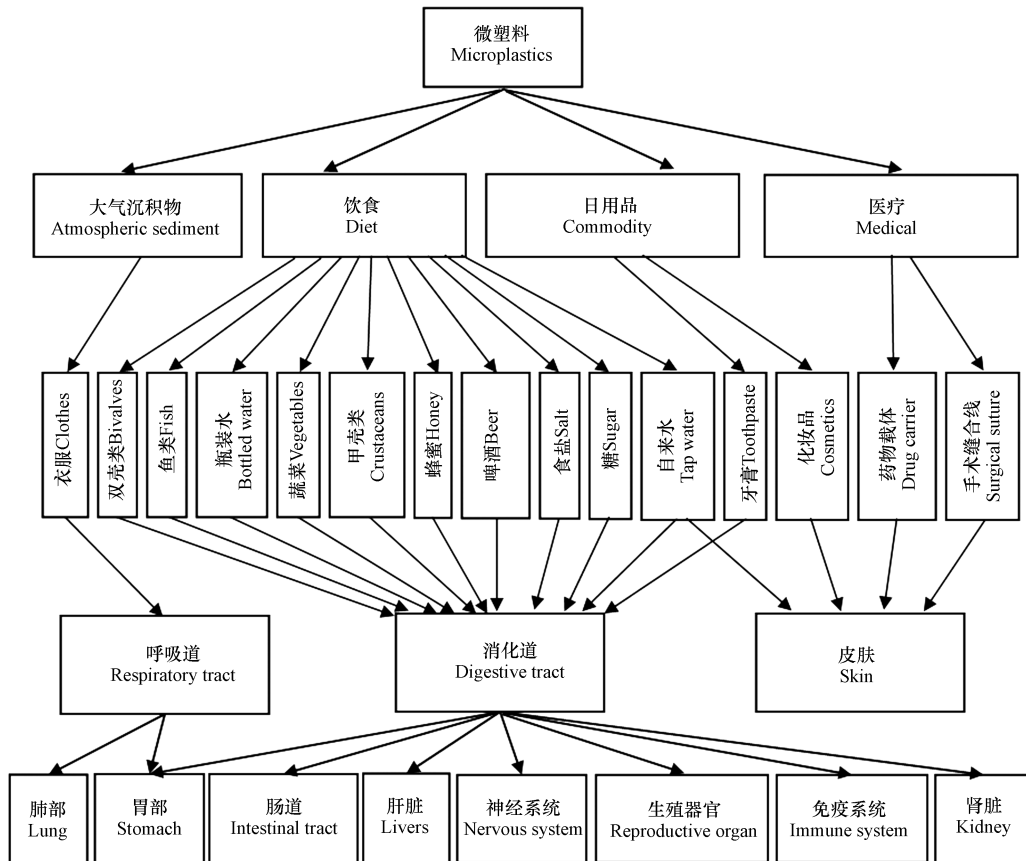 微塑料
Microplastics
大气沉积物
Atmospheric sediment
饮食
Diet
日用品
Commodity
医疗
Medical
衣服Clothes
双壳类Bivalves
鱼类Fish
瓶装水
Bottled water
蔬菜Vegetables
甲壳类
Crustaceans
蜂蜜Honey
啤酒Beer
食盐Salt
糖Sugar
自来水
Tap water
牙膏Toothpaste
化妆品
Cosmetics
药物载体
Drug carrier
手术缝合线
Surgical suture
呼吸道
Respiratory tract
消化道
Digestive tract
皮肤
Skin
肺部
Lung
胃部
Stomach
肠道
Intestinal tract
肝脏
Livers
神经系统
Nervous system
生殖器官
Reproductive organ
免疫系统
Immune system
肾脏
Kidney